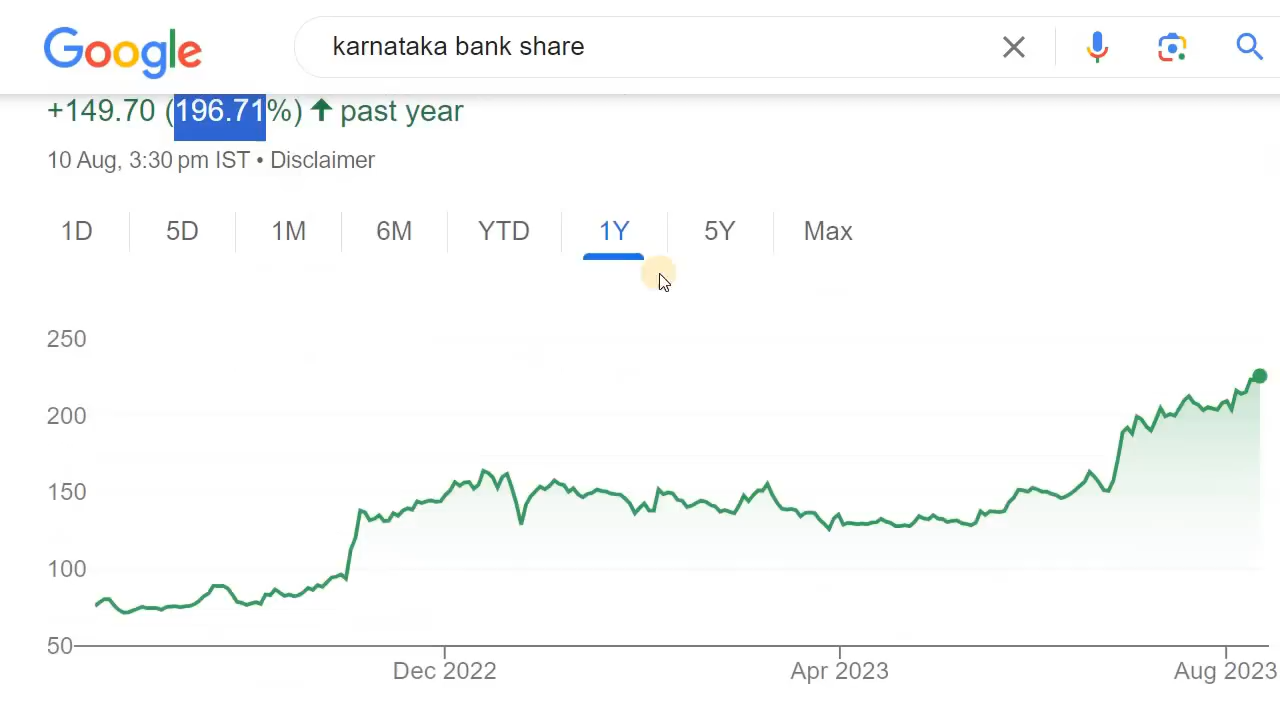 Google karnataka bank share
+149.70 (196.71%) ↑ past year
10 Aug, 3:30 pm IST • Disclaimer
1D 5D 1M 6M YTD 1Y 5Y Max
250
200
150
100
50
Dec 2022 Apr 2023 Aug 2023